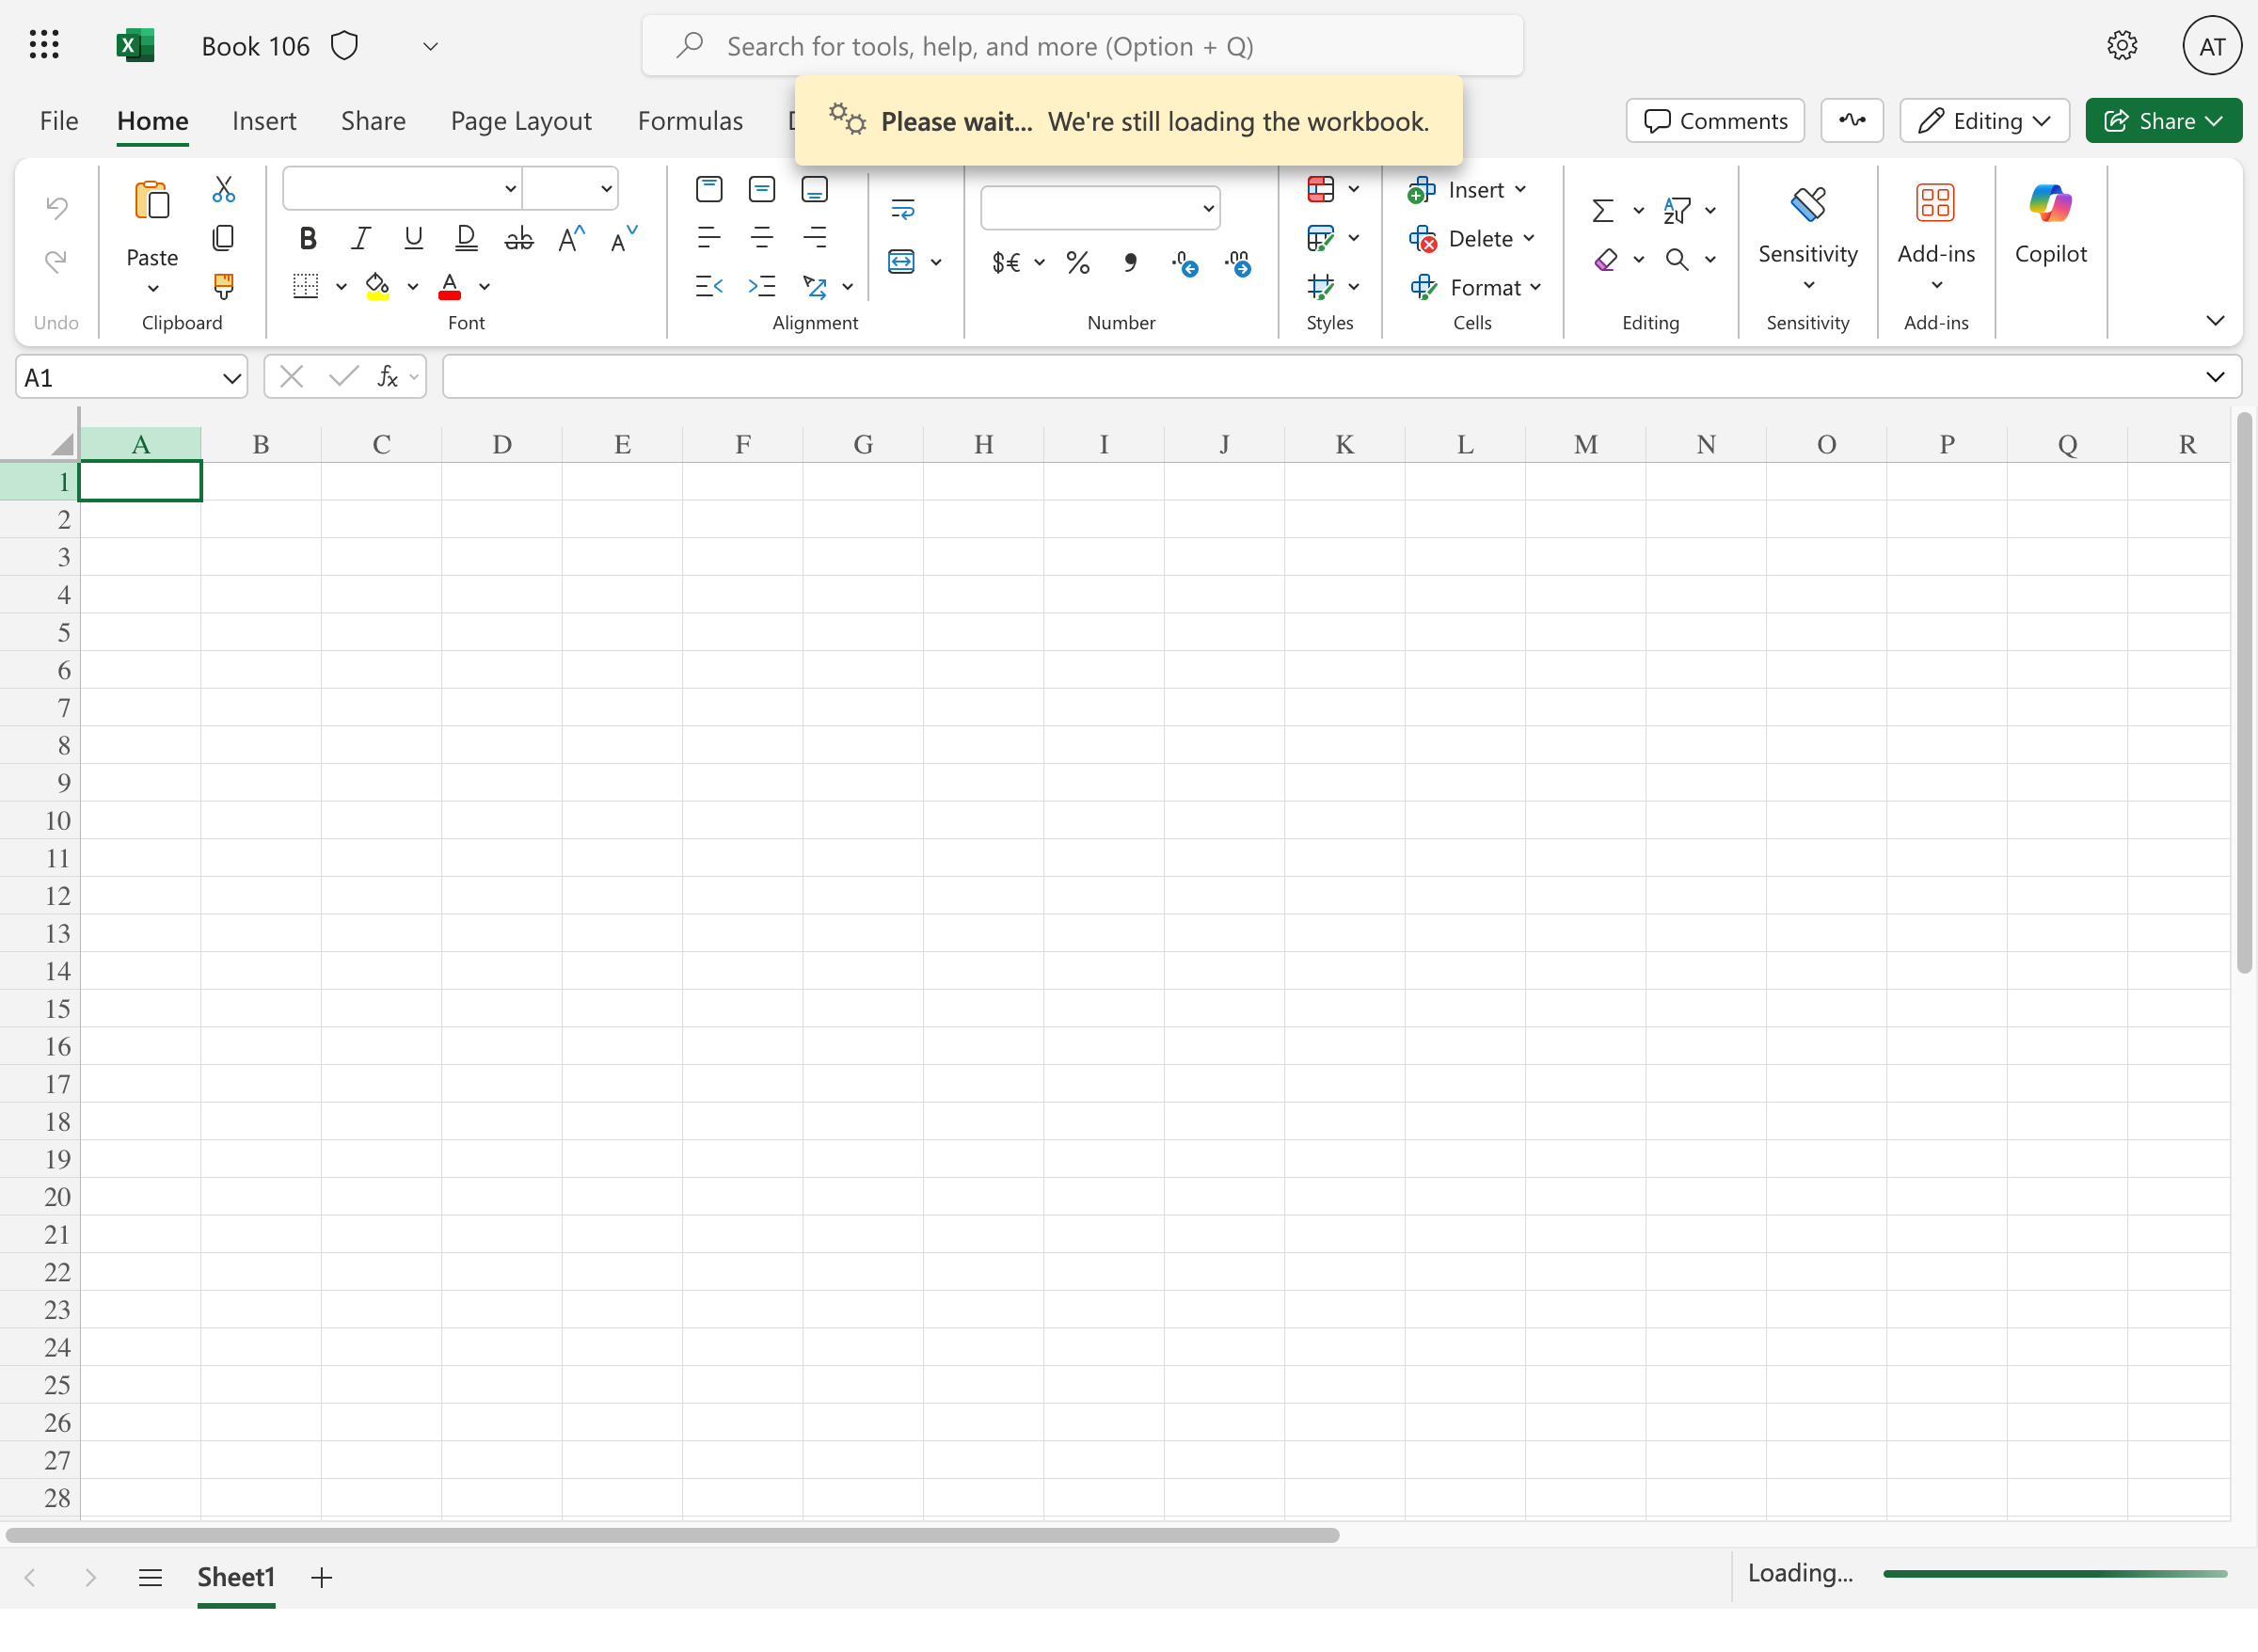 Book 106
Search for tools, help, and more (Option + Q)
AT
File Home Insert Share Page Layout Formulas
Please wait... We're still loading the workbook.
Comments Editing Share
Paste
Insert
Delete
Format
Sensitivity
Add-ins
Copilot
Undo Clipboard Font Alignment Number Styles Cells Editing Sensitivity Add-ins
A1
A B C D E F G H I J K L M N O P Q R
1
2
3
4
5
6
7
8
9
10
11
12
13
14
15
16
17
18
19
20
21
22
23
24
25
26
27
28
Sheet1
Loading...